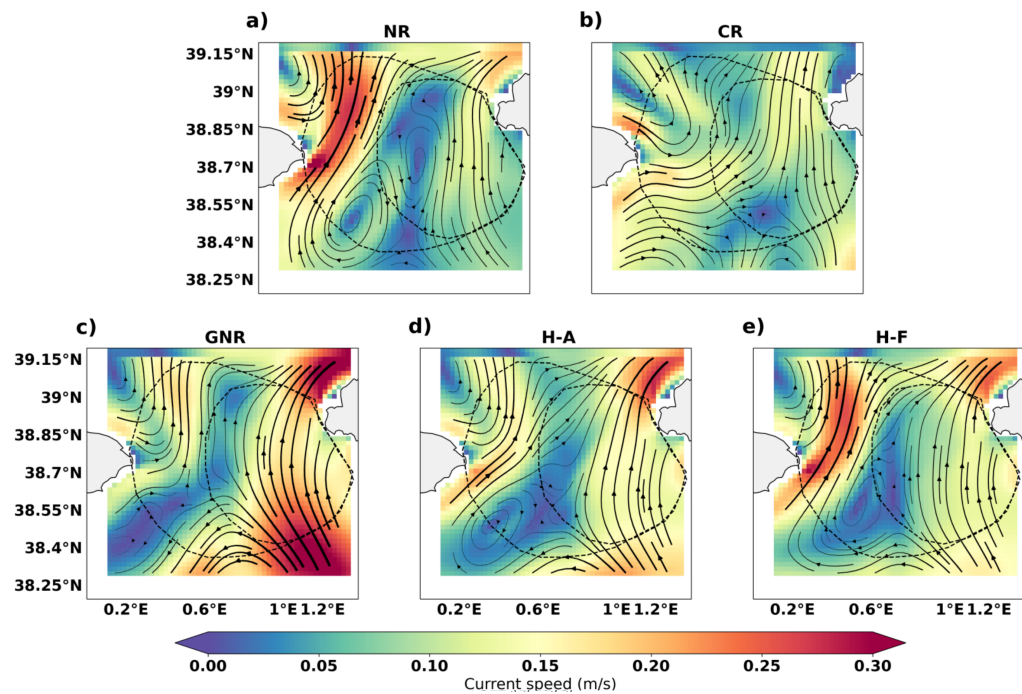 a)
NR
b)
CR
39.15°N
39°N
38.85°N
38.7°N
38.55°N
38.4°N
38.25°N
c)
GNR
d)
H-A
e)
H-F
39.15°N
39°N
38.85°N
38.7°N
38.55°N
38.4°N
38.25°N
0.2°E 0.6°E 1°E 1.2°E
0.2°E 0.6°E 1°E 1.2°E
0.2°E 0.6°E 1°E 1.2°E
0.00 0.05 0.10 0.15 0.20 0.25 0.30
Current speed (m/s)